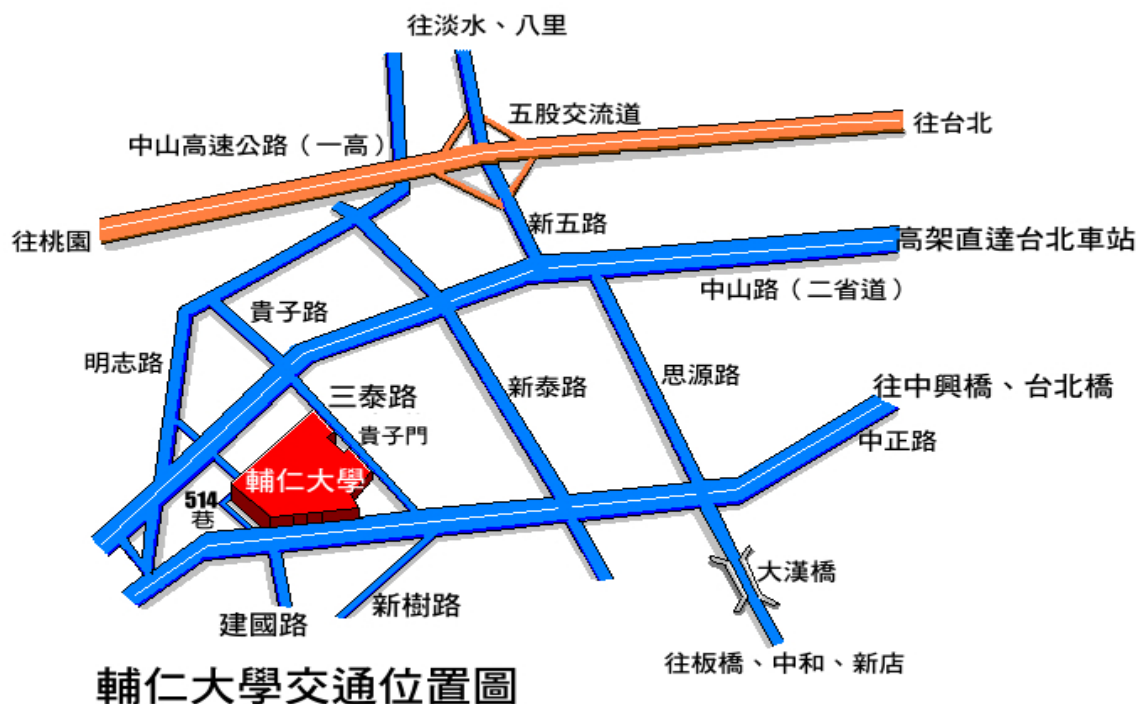 往淡水、八里
五股交流道
往台北
中山高速公路（一高）
往桃園
新五路
高架直達台北車站
中山路（二省道）
貴子路
明志路
三泰路
新泰路
思源路
往中興橋、台北橋
貴子門
中正路
輔仁大學
514
巷
大漢橋
新樹路
建國路
往板橋、中和、新店
輔仁大學交通位置圖